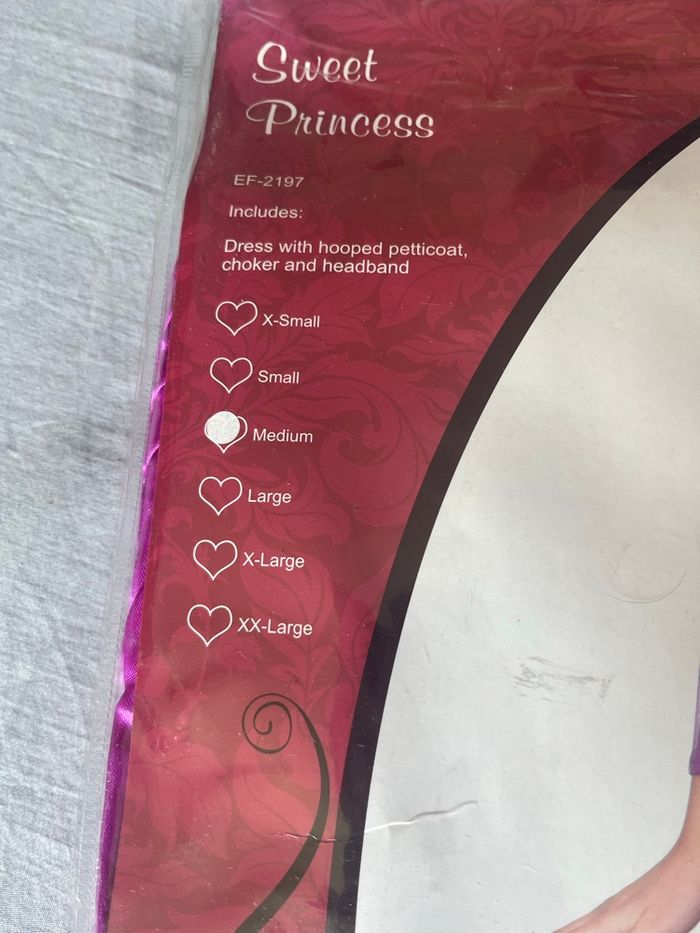 Sweet
Princess
EF-2197
Includes:
Dress with hooped petticoat,
choker and headband
X-Small
Small
Medium
Large
X-Large
XX-Large